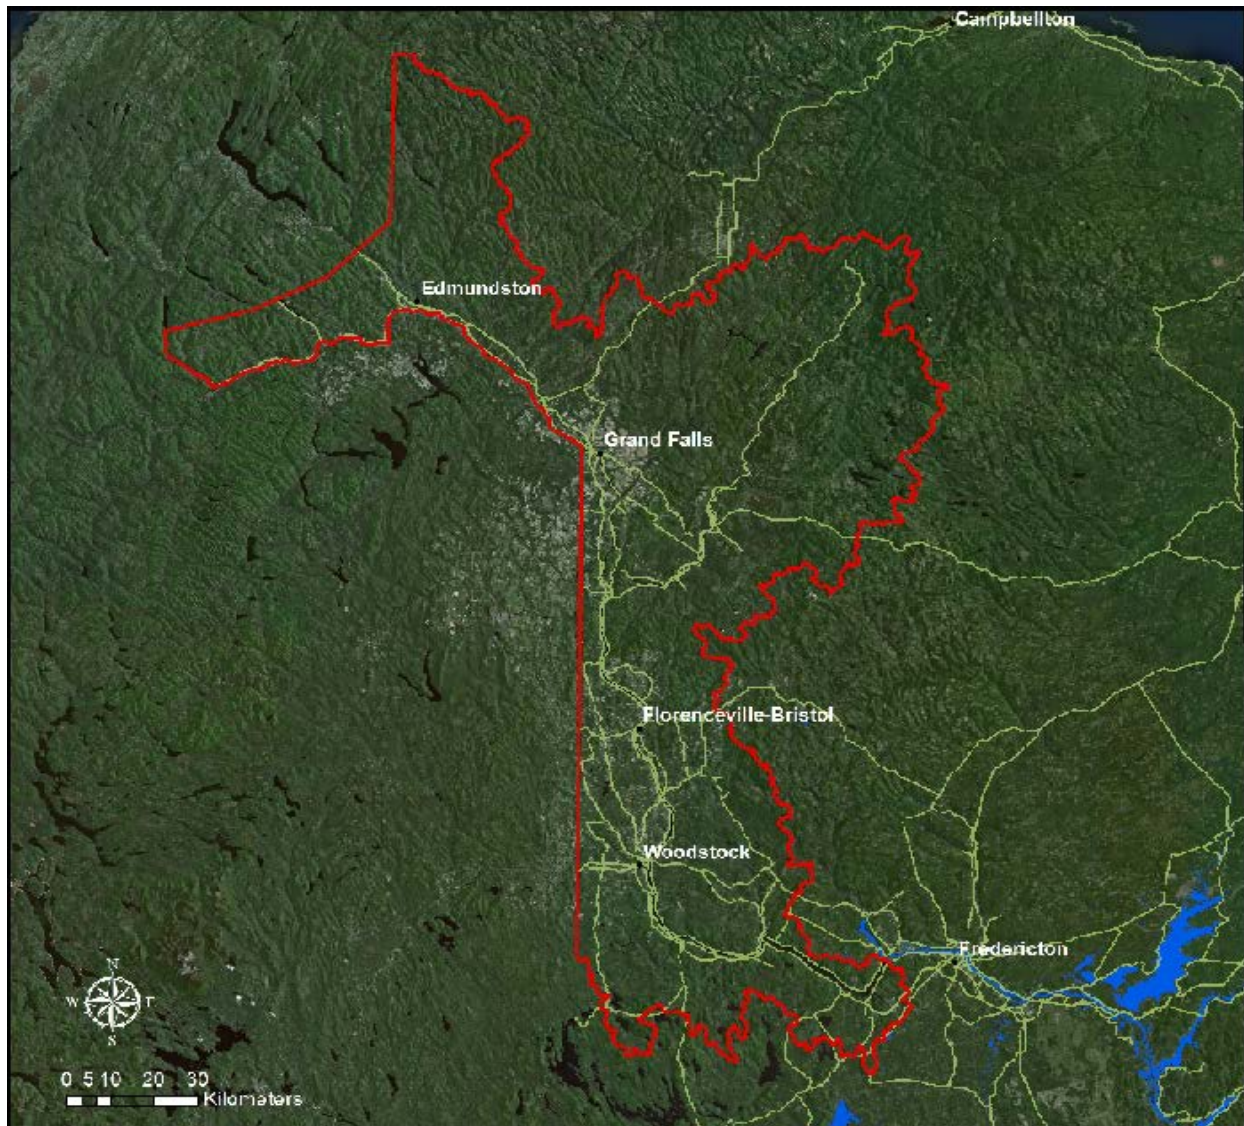 Campbellton
Edmundston
Grand Falls
Florenceville-Bristol
Woodstock
Fredericton
N
W E
S
0 5 10 20 30
Kilometers